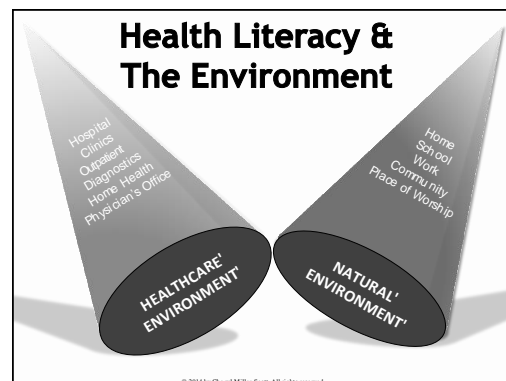 Health Literacy &
The Environment
Hospital
Clinics
Outpatient
Diagnostics
Home Health
Physician's Office
HEALTHCARE'
ENVIRONMENT'
Home
School
Work
Community
Place of Worship
NATURAL'
ENVIRONMENT'